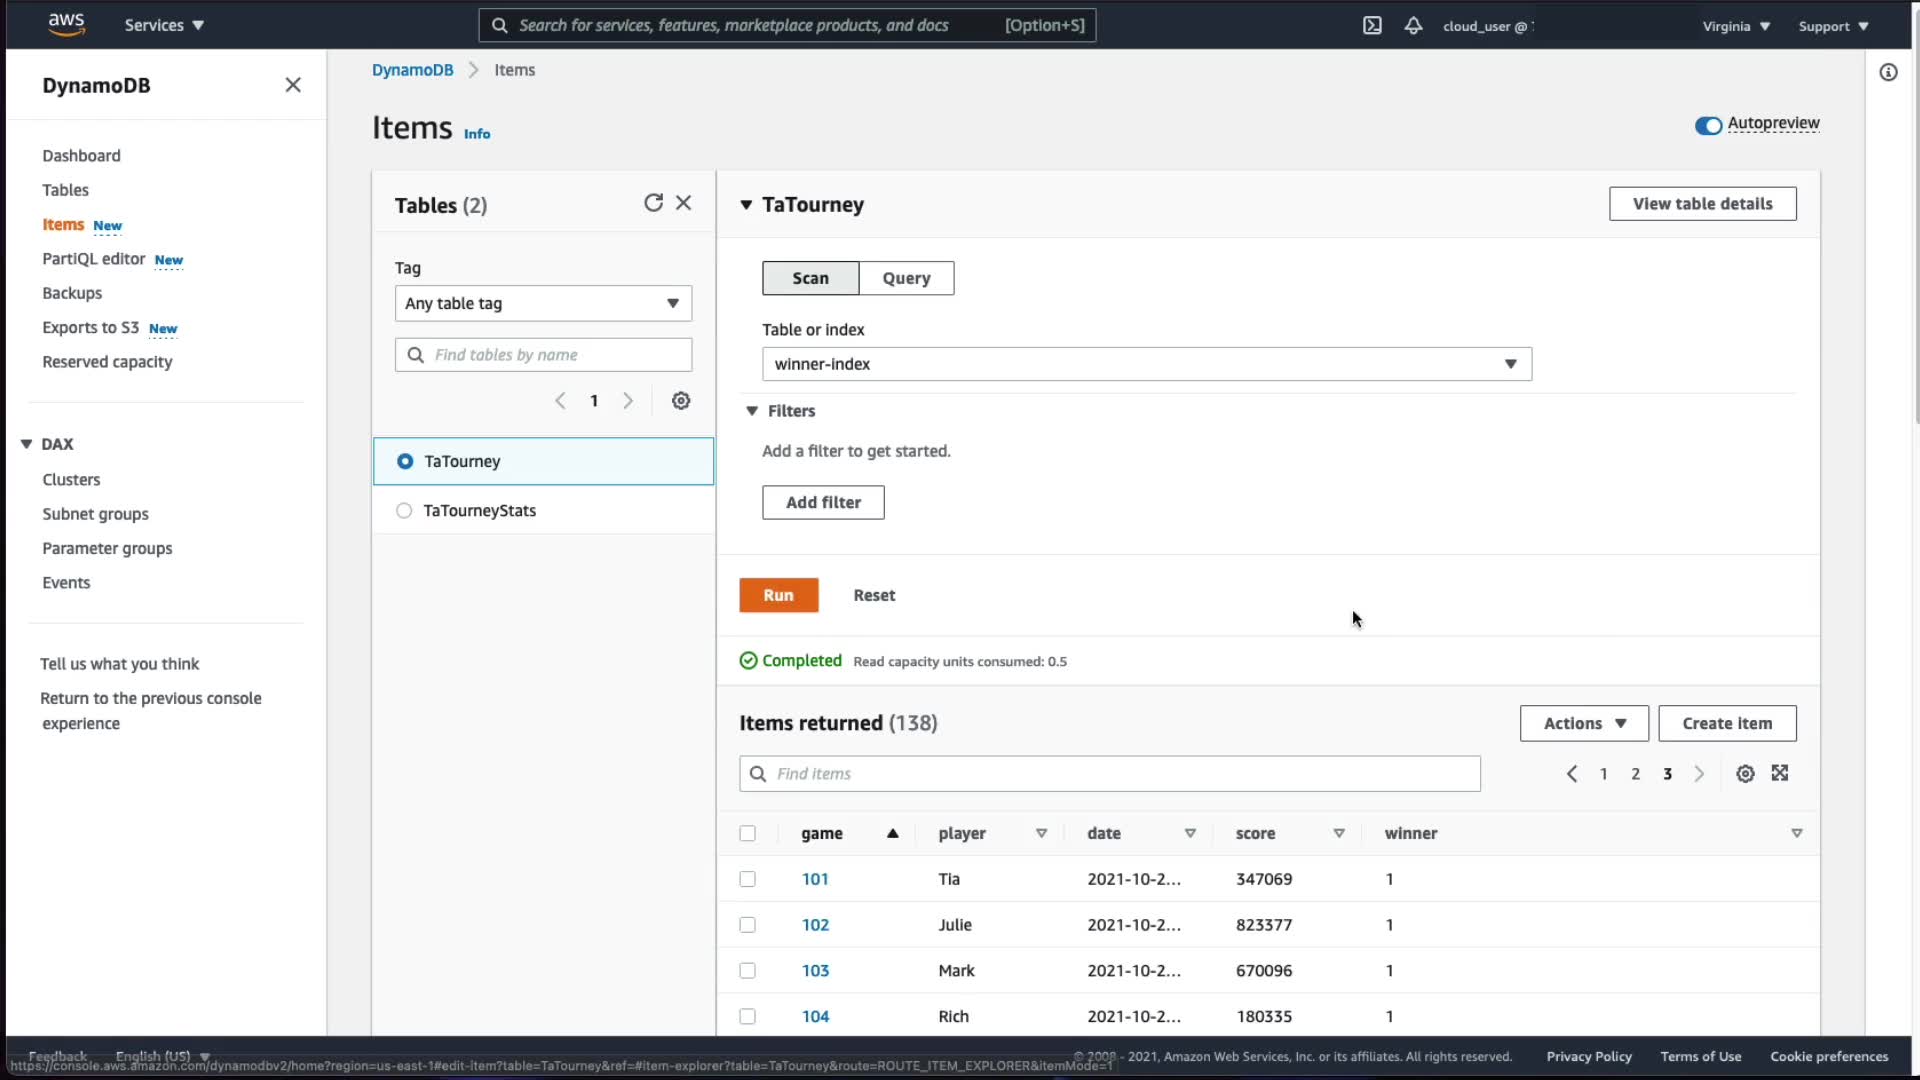 aws Services Search for services, features, marketplace products, and docs [Option+S] cloud_user @ Virginia Support
DynamoDB
Dashboard
Tables
Items New
PartiQL editor New
Backups
Exports to S3 New
Reserved capacity
DAX
Clusters
Subnet groups
Parameter groups
Events
Tell us what you think
Return to the previous console
experience
DynamoDB Items
Items Info
Autopreview
Tables (2)
Tag
Any table tag
Find tables by name
1
TaTourney
TaTourneyStats
TaTourney
View table details
Scan Query
Table or index
winner-index
Filters
Add a filter to get started.
Add filter
Run Reset
Completed Read capacity units consumed: 0.5
Items returned (138)
Actions Create item
Find items
1 2 3
game player date score winner
101 Tia 2021-10-2... 347069 1
102 Julie 2021-10-2... 823377 1
103 Mark 2021-10-2... 670096 1
104 Rich 2021-10-2... 180335 1
Feedback English (US) © 2008 - 2021, Amazon Web Services, Inc. or its affiliates. All rights reserved. Privacy Policy Terms of Use Cookie preferences
https://console.aws.amazon.com/dynamodbv2/home?region=us-east-1#edit-item?table=TaTourney&ref=#item-explorer?table=TaTourney&route=ROUTE_ITEM_EXPLORER&itemMode=1